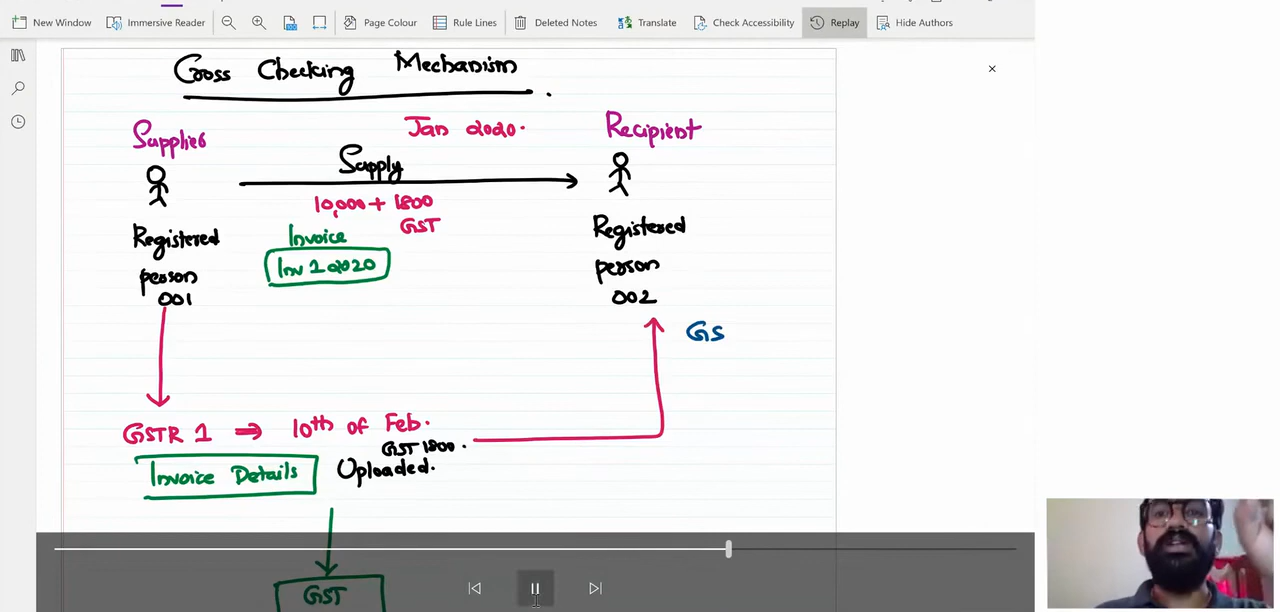 New Window Immersive Reader Page Colour Rule Lines Deleted Notes Translate Check Accessibility Replay Hide Authors
Cross Checking Mechanism
Supplier
Jan 2020.
Recipient
Supply
10,000 + 1800
GST
Registered
person
001
Invoice
Inv 1 2020
Registered
person
002
GS
GSTR 1 ⇒ 10th of Feb.
GST 1800.
Invoice Details Uploaded.
GST